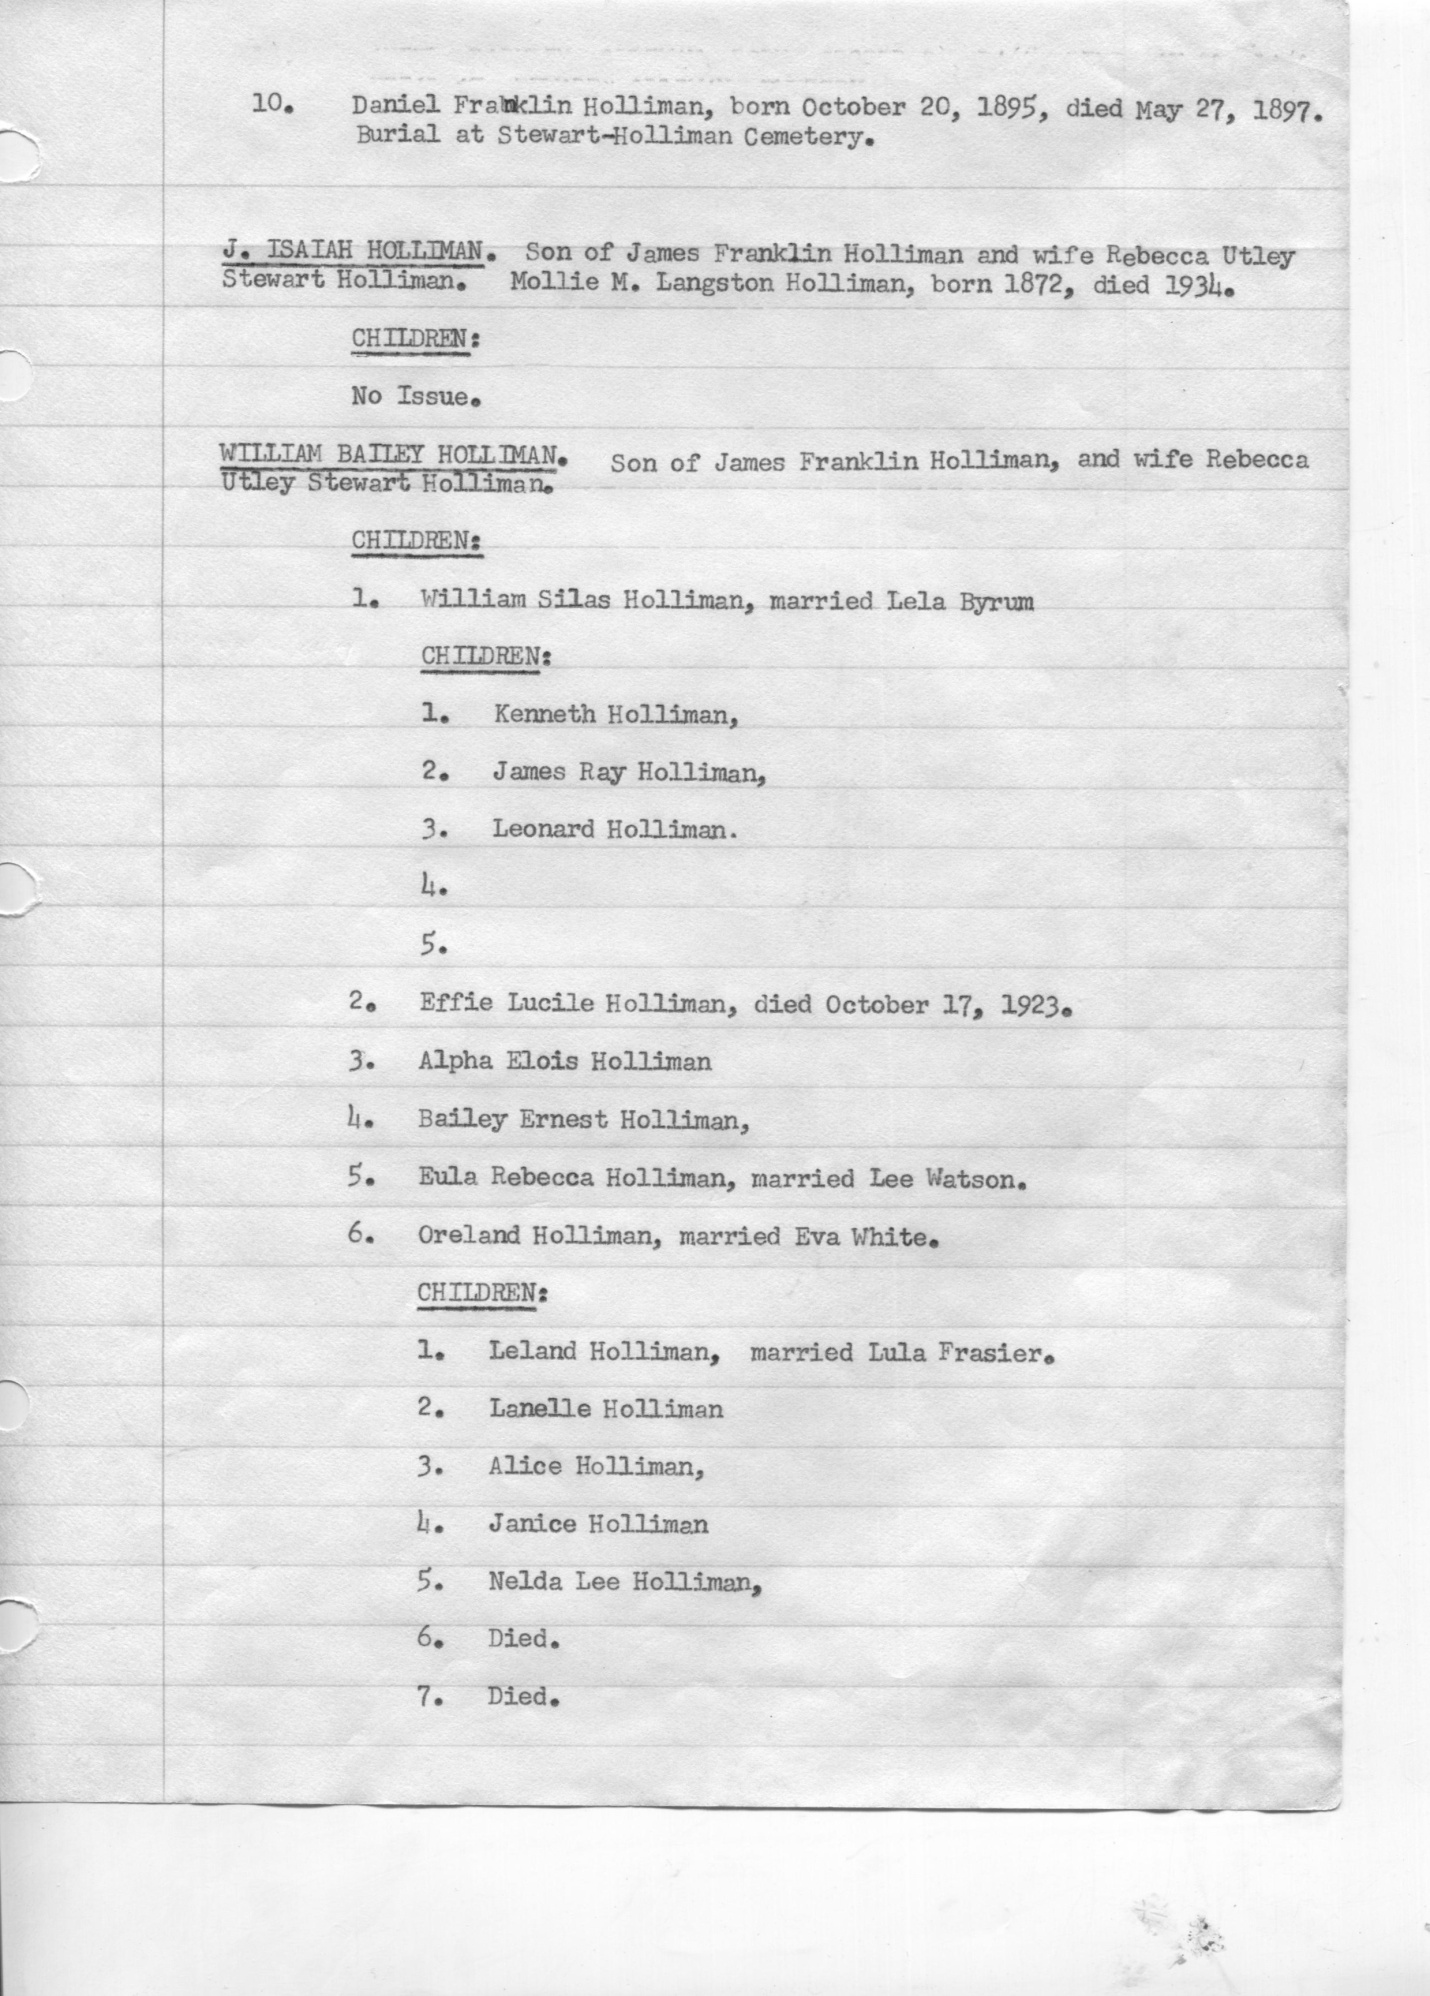 10. Daniel Franklin Holliman, born October 20, 1895, died May 27, 1897.
Burial at Stewart-Holliman Cemetery.
J. ISAIAH HOLLIMAN. Son of James Franklin Holliman and wife Rebecca Utley
Stewart Holliman. Mollie M. Langston Holliman, born 1872, died 1934.
CHILDREN:
No Issue.
WILLIAM BAILEY HOLLIMAN. Son of James Franklin Holliman, and wife Rebecca
Utley Stewart Holliman.
CHILDREN:
1. William Silas Holliman, married Lela Byrum
CHILDREN:
1. Kenneth Holliman,
2. James Ray Holliman,
3. Leonard Holliman.
4.
5.
2. Effie Lucile Holliman, died October 17, 1923.
3. Alpha Elois Holliman
4. Bailey Ernest Holliman,
5. Eula Rebecca Holliman, married Lee Watson.
6. Oreland Holliman, married Eva White.
CHILDREN:
1. Leland Holliman, married Lula Frasier.
2. Lanelle Holliman
3. Alice Holliman,
4. Janice Holliman
5. Nelda Lee Holliman,
6. Died.
7. Died.